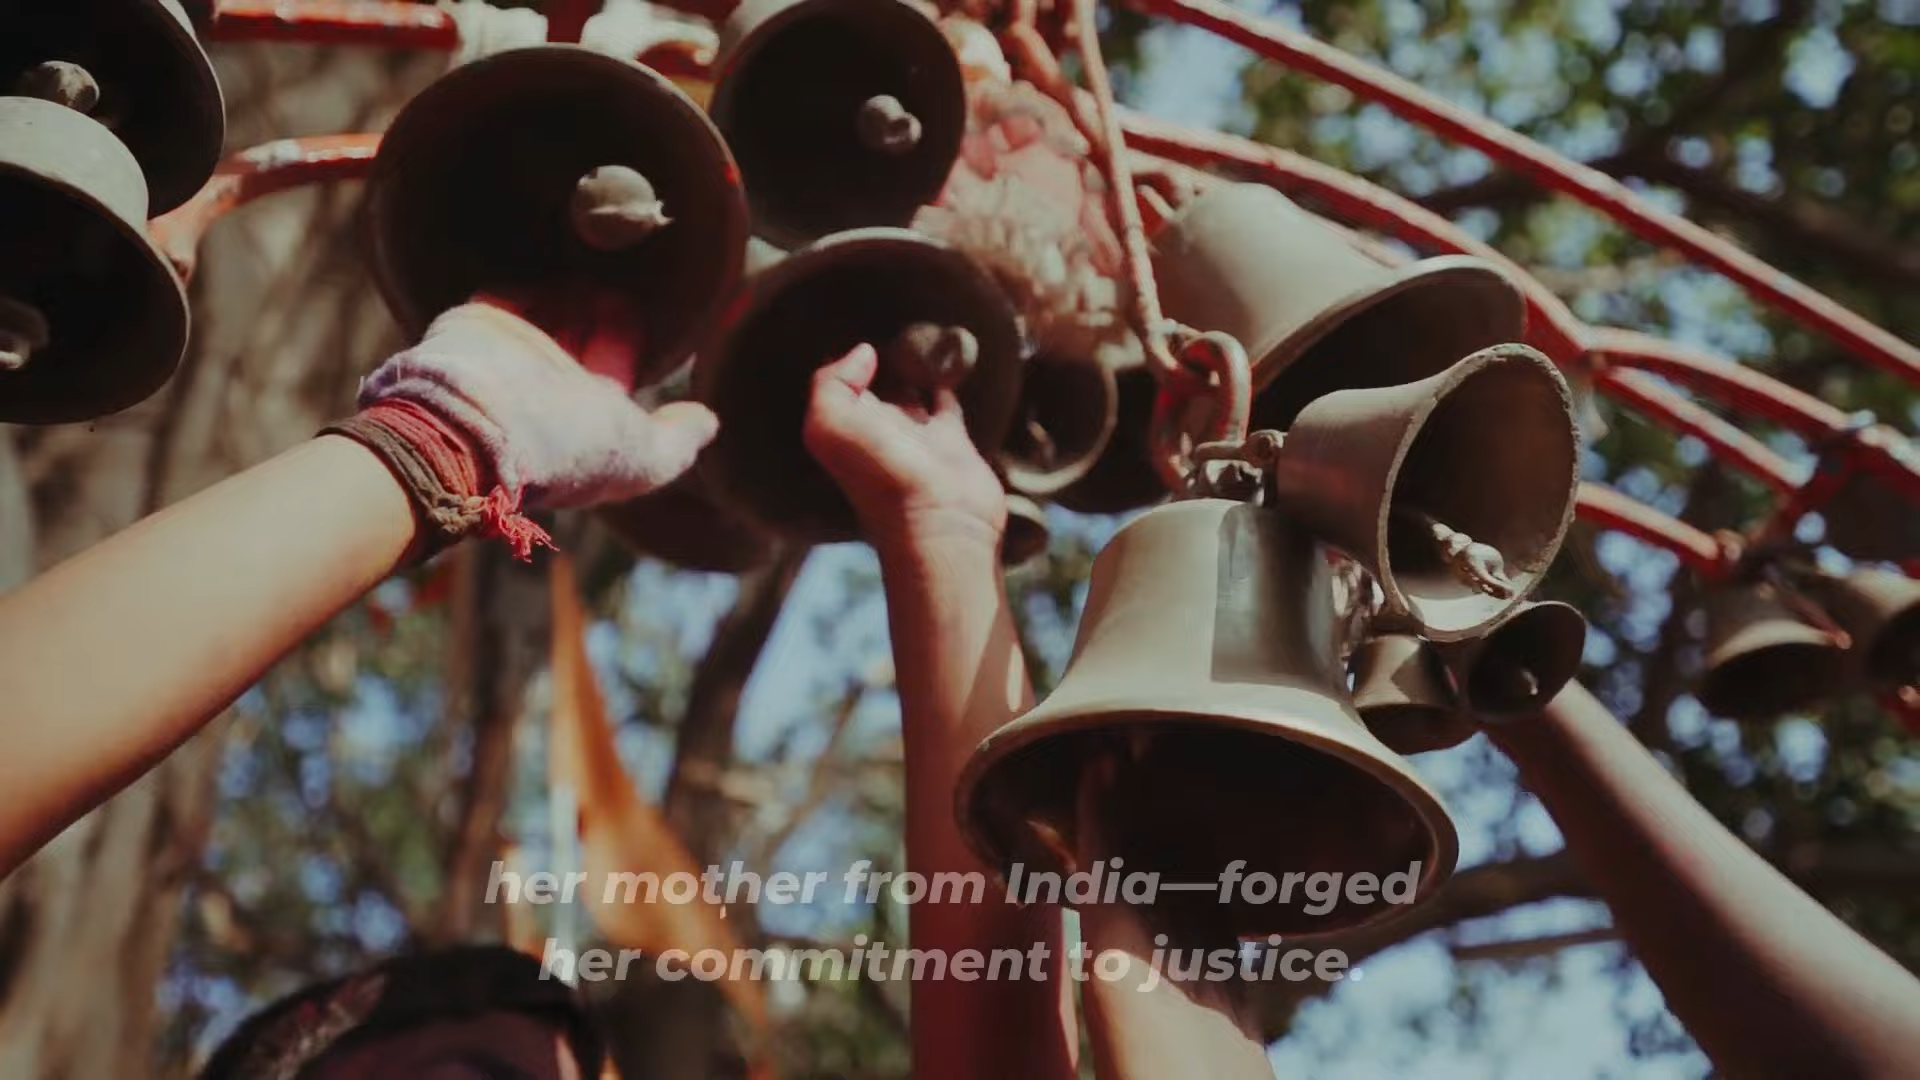 her mother from India—forged
her commitment to justice.